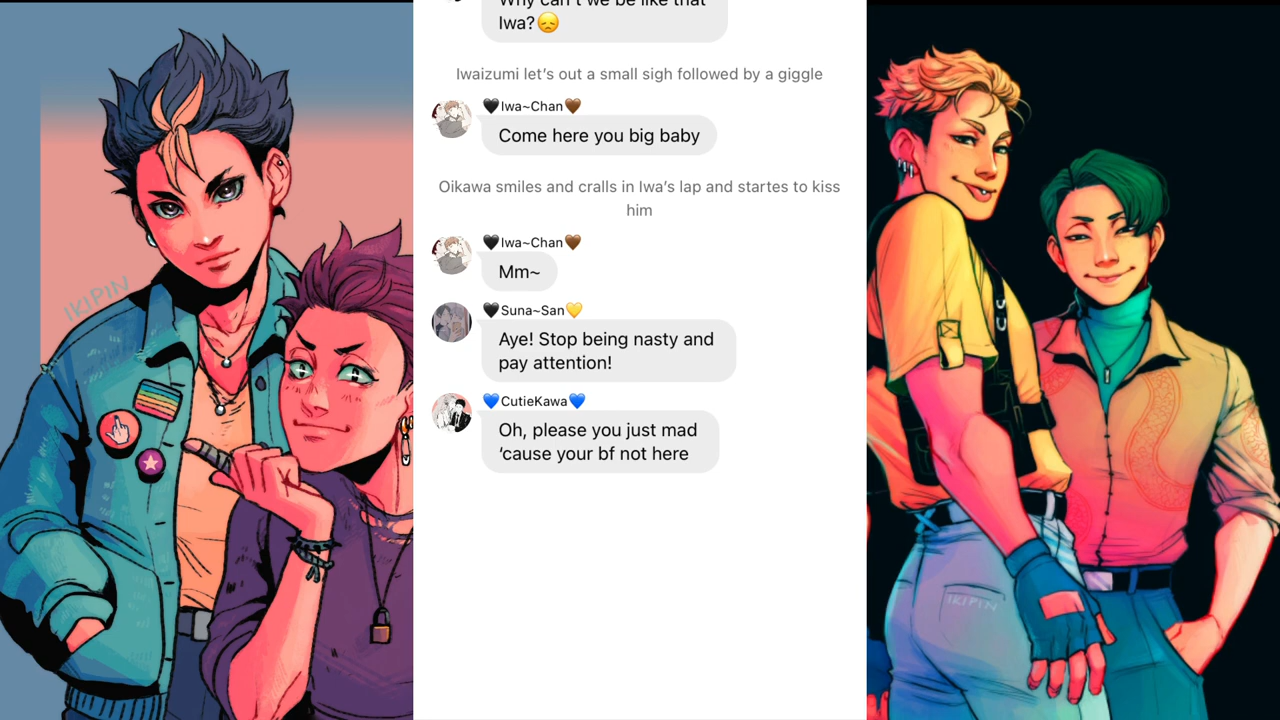 Why can't we be like that
Iwa?😞
Iwaizumi let's out a small sigh followed by a giggle
🖤Iwa~Chan🤎
Come here you big baby
Oikawa smiles and cralls in Iwa's lap and startes to kiss
him
🖤Iwa~Chan🤎
Mm~
🖤Suna~San💛
Aye! Stop being nasty and
pay attention!
💙CutieKawa💙
Oh, please you just mad
‘cause your bf not here
IKIPIN
IKIPIN